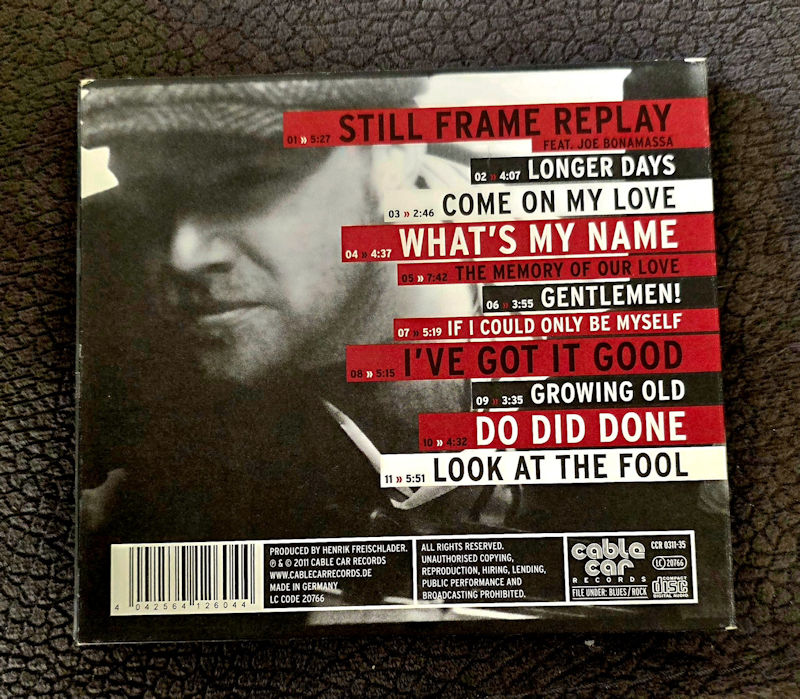 01 » 5:27 STILL FRAME REPLAY
FEAT. JOE BONAMASSA
02 » 4:07 LONGER DAYS
03 » 2:46 COME ON MY LOVE
04 » 4:37 WHAT'S MY NAME
05 » 7:42 THE MEMORY OF OUR LOVE
06 » 3:55 GENTLEMEN!
07 » 5:19 IF I COULD ONLY BE MYSELF
08 » 5:15 I'VE GOT IT GOOD
09 » 3:35 GROWING OLD
10 » 4:32 DO DID DONE
11 » 5:51 LOOK AT THE FOOL
4 042564 126044
PRODUCED BY HENRIK FREISCHLADER.
℗ & © 2011 CABLE CAR RECORDS
WWW.CABLECARRECORDS.DE
MADE IN GERMANY
LC CODE 20766
ALL RIGHTS RESERVED.
UNAUTHORISED COPYING,
REPRODUCTION, HIRING, LENDING,
PUBLIC PERFORMANCE AND
BROADCASTING PROHIBITED.
cable
car
RECORDS
FILE UNDER: BLUES/ROCK
CCR 0311-35
LC 20766
COMPACT
disc
DIGITAL AUDIO